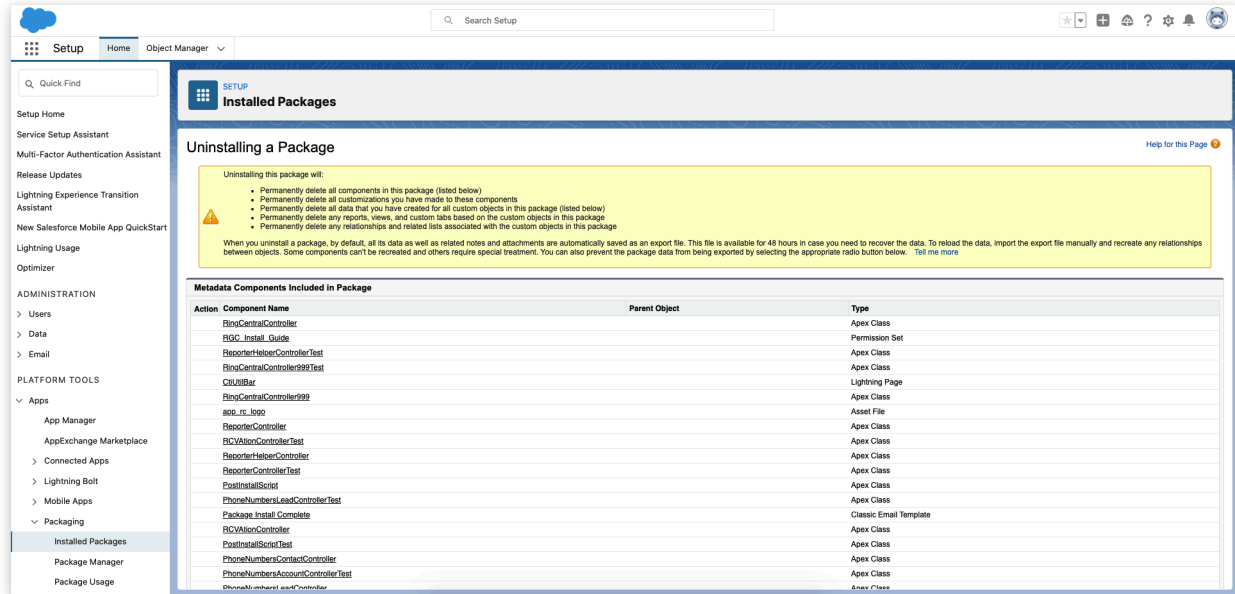 Search Setup
Setup
Home
Object Manager
Quick Find
Setup Home
Service Setup Assistant
Multi-Factor Authentication Assistant
Release Updates
Lightning Experience Transition
Assistant
New Salesforce Mobile App QuickStart
Lightning Usage
Optimizer
ADMINISTRATION
Users
Data
Email
PLATFORM TOOLS
Apps
App Manager
AppExchange Marketplace
Connected Apps
Lightning Bolt
Mobile Apps
Packaging
Installed Packages
Package Manager
Package Usage
SETUP
Installed Packages
Uninstalling a Package
Help for this Page
Uninstalling this package will:
• Permanently delete all components in this package (listed below)
• Permanently delete all customizations you have made to these components
• Permanently delete all data that you have created for all custom objects in this package (listed below)
• Permanently delete any reports, views, and custom tabs based on the custom objects in this package
• Permanently delete any relationships and related lists associated with the custom objects in this package
When you uninstall a package, by default, all its data as well as related notes and attachments are automatically saved as an export file. This file is available for 48 hours in case you need to recover the data. To reload the data, import the export file manually and recreate any relationships
between objects. Some components can't be recreated and others require special treatment. You can also prevent the package data from being exported by selecting the appropriate radio button below. Tell me more
Metadata Components Included in Package
Action Component Name Parent Object Type
RingCentralController Apex Class
RGC_Install_Guide Permission Set
ReporterHelperControllerTest Apex Class
RingCentralController999Test Apex Class
CtiUtilBar Lightning Page
RingCentralController999 Apex Class
app_rc_logo Asset File
ReporterController Apex Class
RCVAtionControllerTest Apex Class
ReporterHelperController Apex Class
ReporterControllerTest Apex Class
PostInstallScript Apex Class
PhoneNumbersLeadControllerTest Apex Class
Package Install Complete Classic Email Template
RCVAtionController Apex Class
PostInstallScriptTest Apex Class
PhoneNumbersContactController Apex Class
PhoneNumbersAccountControllerTest Apex Class
PhoneNumbersLeadController Apex Class